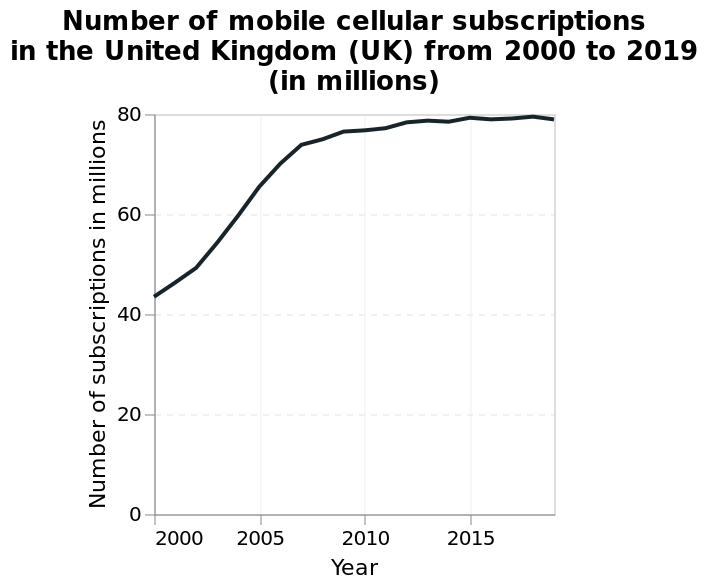 Number of mobile cellular subscriptions
in the United Kingdom (UK) from 2000 to 2019
(in millions)
Number of subscriptions in millions
80
60
40
20
0
2000 2005 2010 2015
Year